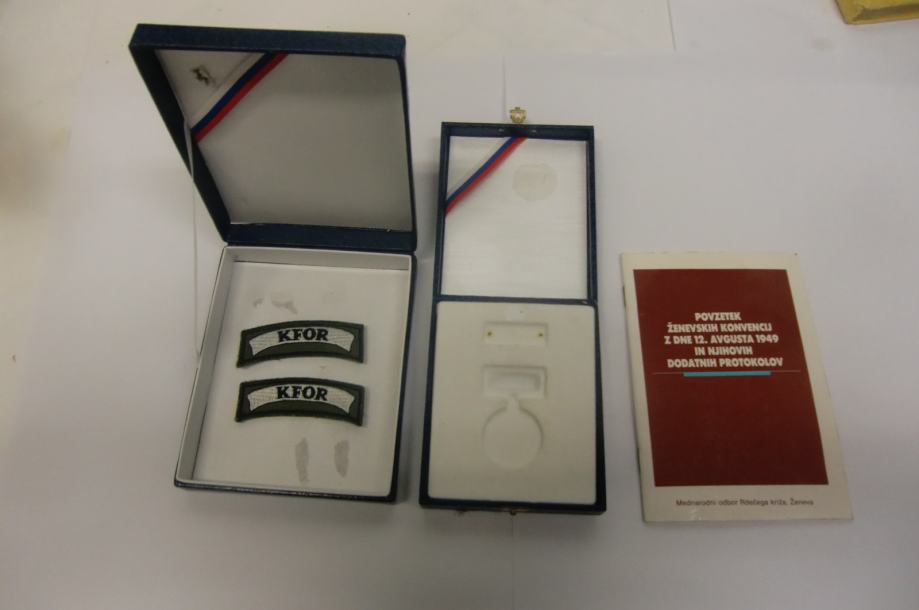 KFOR
KFOR
POVZETEK
ŽENEVSKIH KONVENCIJ
Z DNE 12. AVGUSTA 1949
IN NJIHOVIH
DODATNIH PROTOKOLOV
Mednarodni odbor Rdečega križa, Ženeva